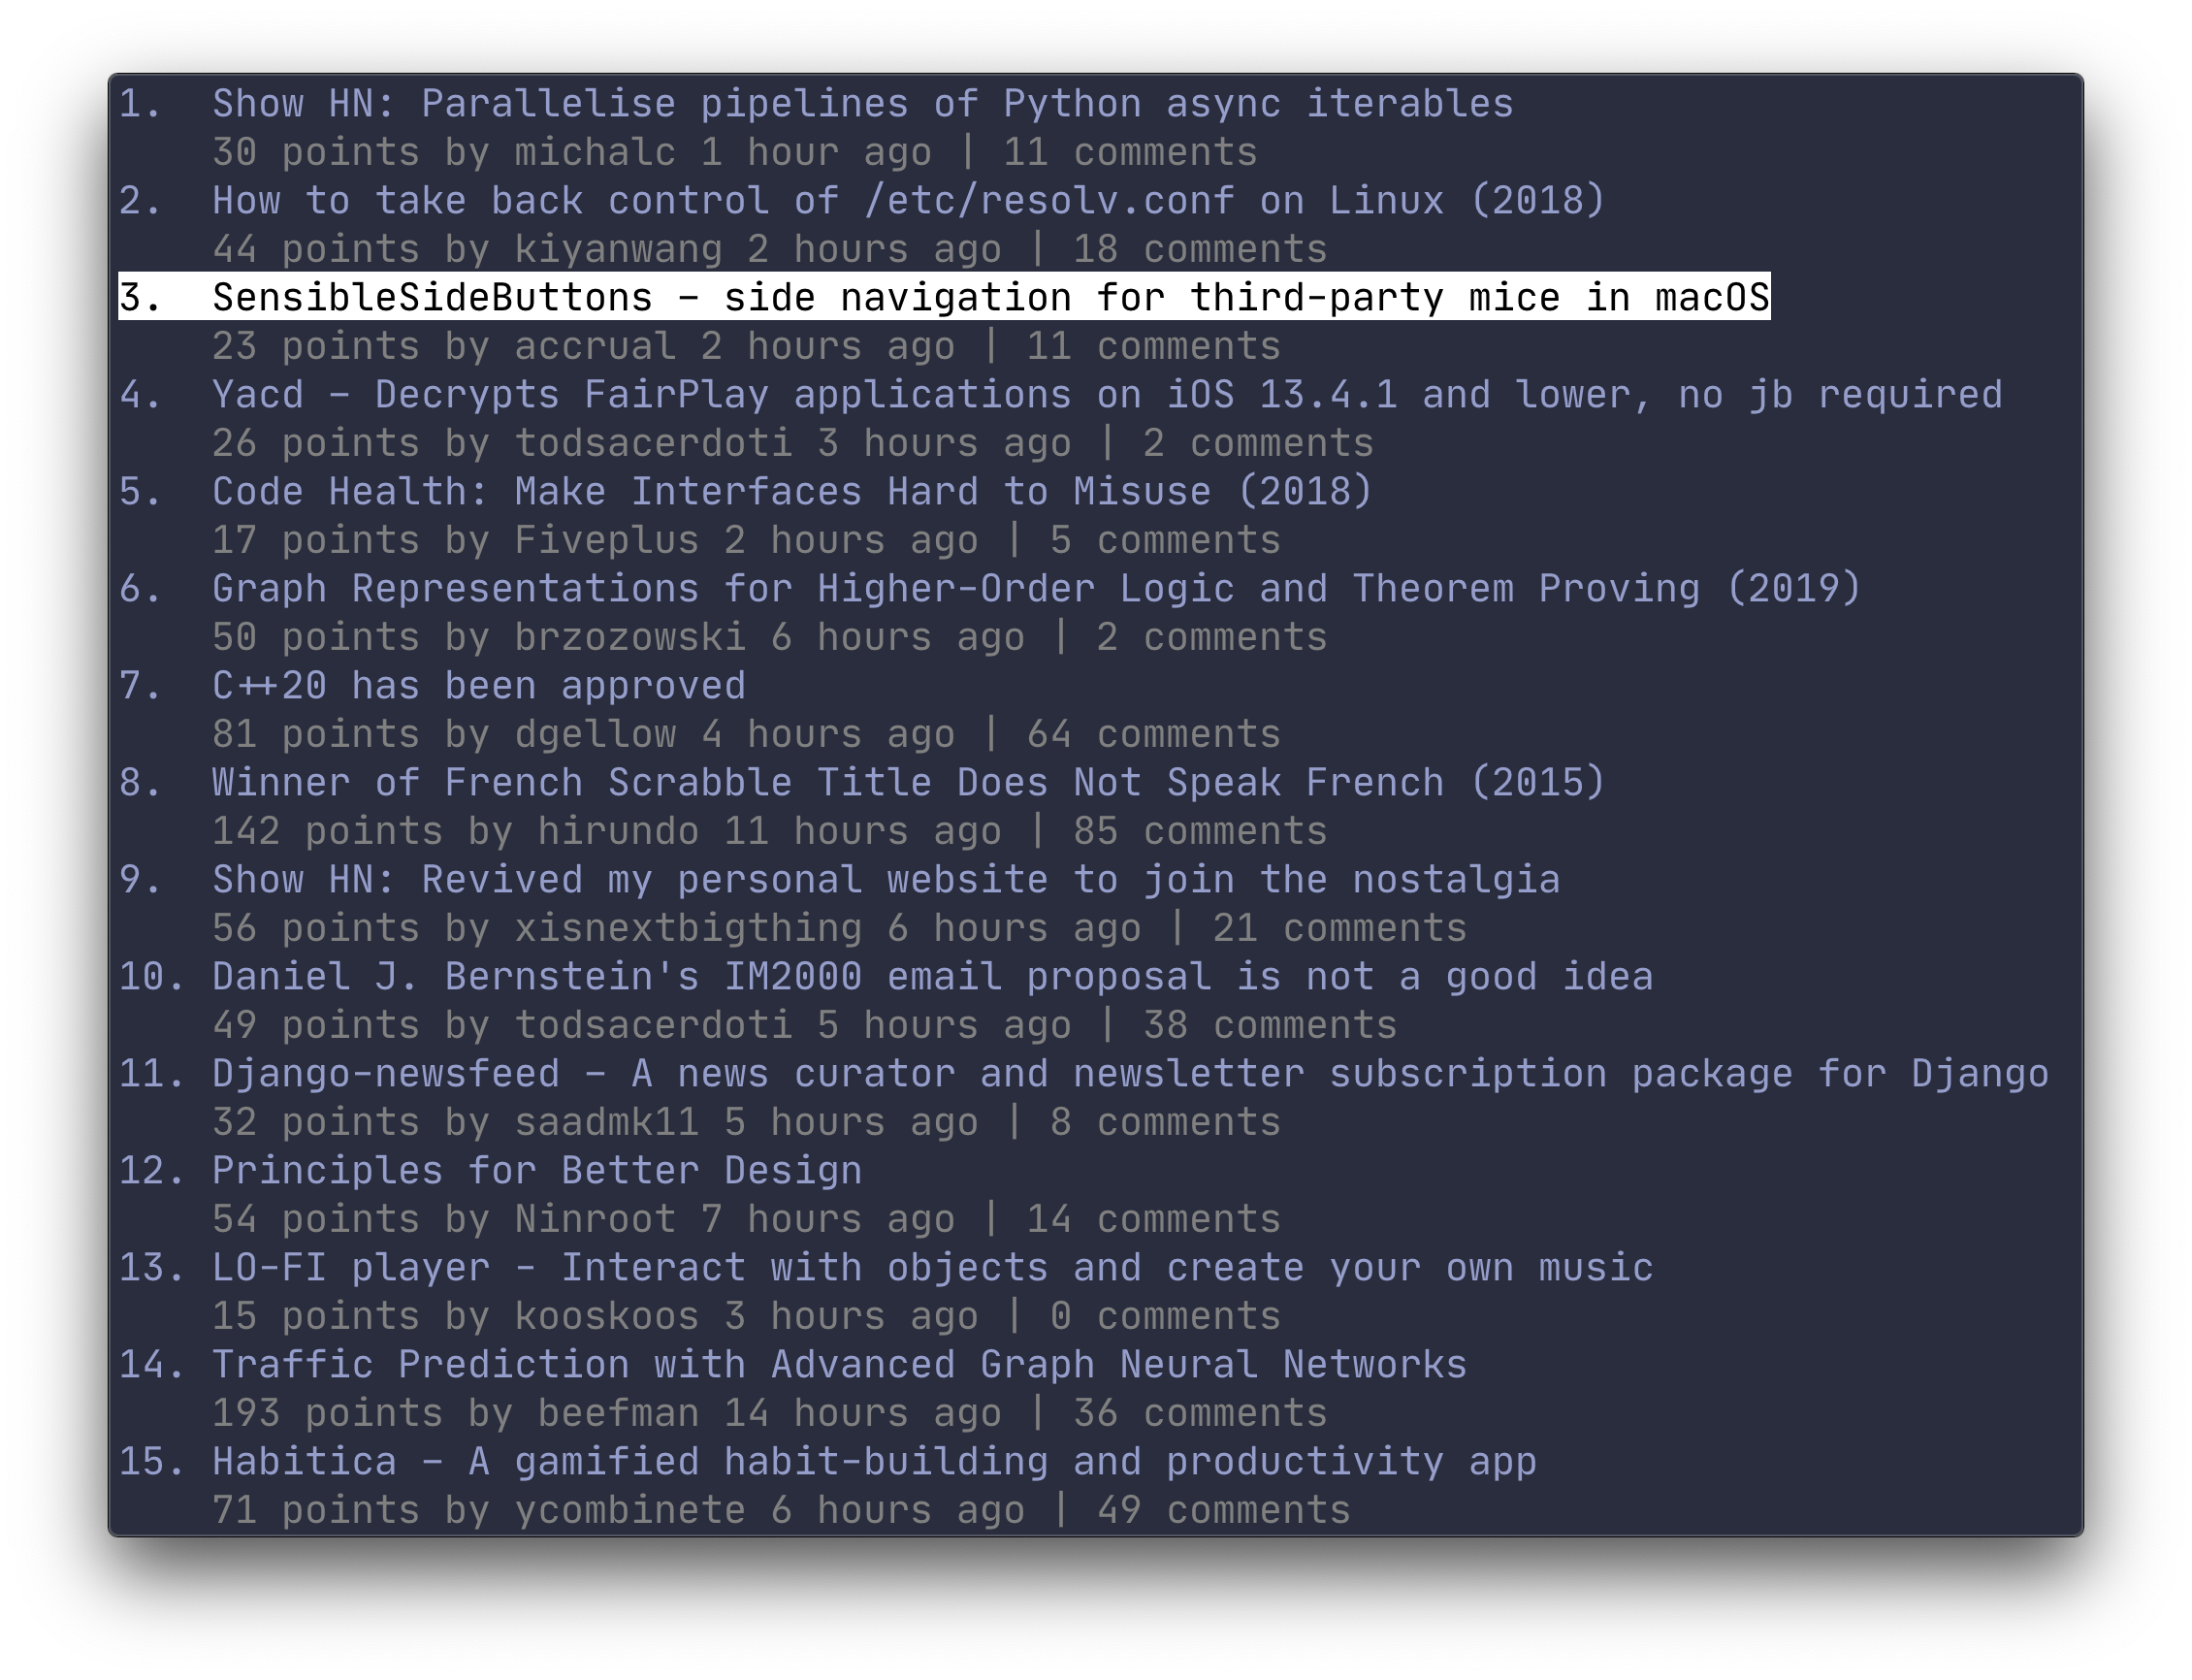 1. Show HN: Parallelise pipelines of Python async iterables
30 points by michalc 1 hour ago | 11 comments
2. How to take back control of /etc/resolv.conf on Linux (2018)
44 points by kiyanwang 2 hours ago | 18 comments
3. SensibleSideButtons – side navigation for third-party mice in macOS
23 points by accrual 2 hours ago | 11 comments
4. Yacd – Decrypts FairPlay applications on iOS 13.4.1 and lower, no jb required
26 points by todsacerdoti 3 hours ago | 2 comments
5. Code Health: Make Interfaces Hard to Misuse (2018)
17 points by Fiveplus 2 hours ago | 5 comments
6. Graph Representations for Higher-Order Logic and Theorem Proving (2019)
50 points by brzozowski 6 hours ago | 2 comments
7. C++20 has been approved
81 points by dgellow 4 hours ago | 64 comments
8. Winner of French Scrabble Title Does Not Speak French (2015)
142 points by hirundo 11 hours ago | 85 comments
9. Show HN: Revived my personal website to join the nostalgia
56 points by xisnextbigthing 6 hours ago | 21 comments
10. Daniel J. Bernstein's IM2000 email proposal is not a good idea
49 points by todsacerdoti 5 hours ago | 38 comments
11. Django-newsfeed – A news curator and newsletter subscription package for Django
32 points by saadmk11 5 hours ago | 8 comments
12. Principles for Better Design
54 points by Ninroot 7 hours ago | 14 comments
13. LO-FI player - Interact with objects and create your own music
15 points by kooskoos 3 hours ago | 0 comments
14. Traffic Prediction with Advanced Graph Neural Networks
193 points by beefman 14 hours ago | 36 comments
15. Habitica – A gamified habit-building and productivity app
71 points by ycombinete 6 hours ago | 49 comments